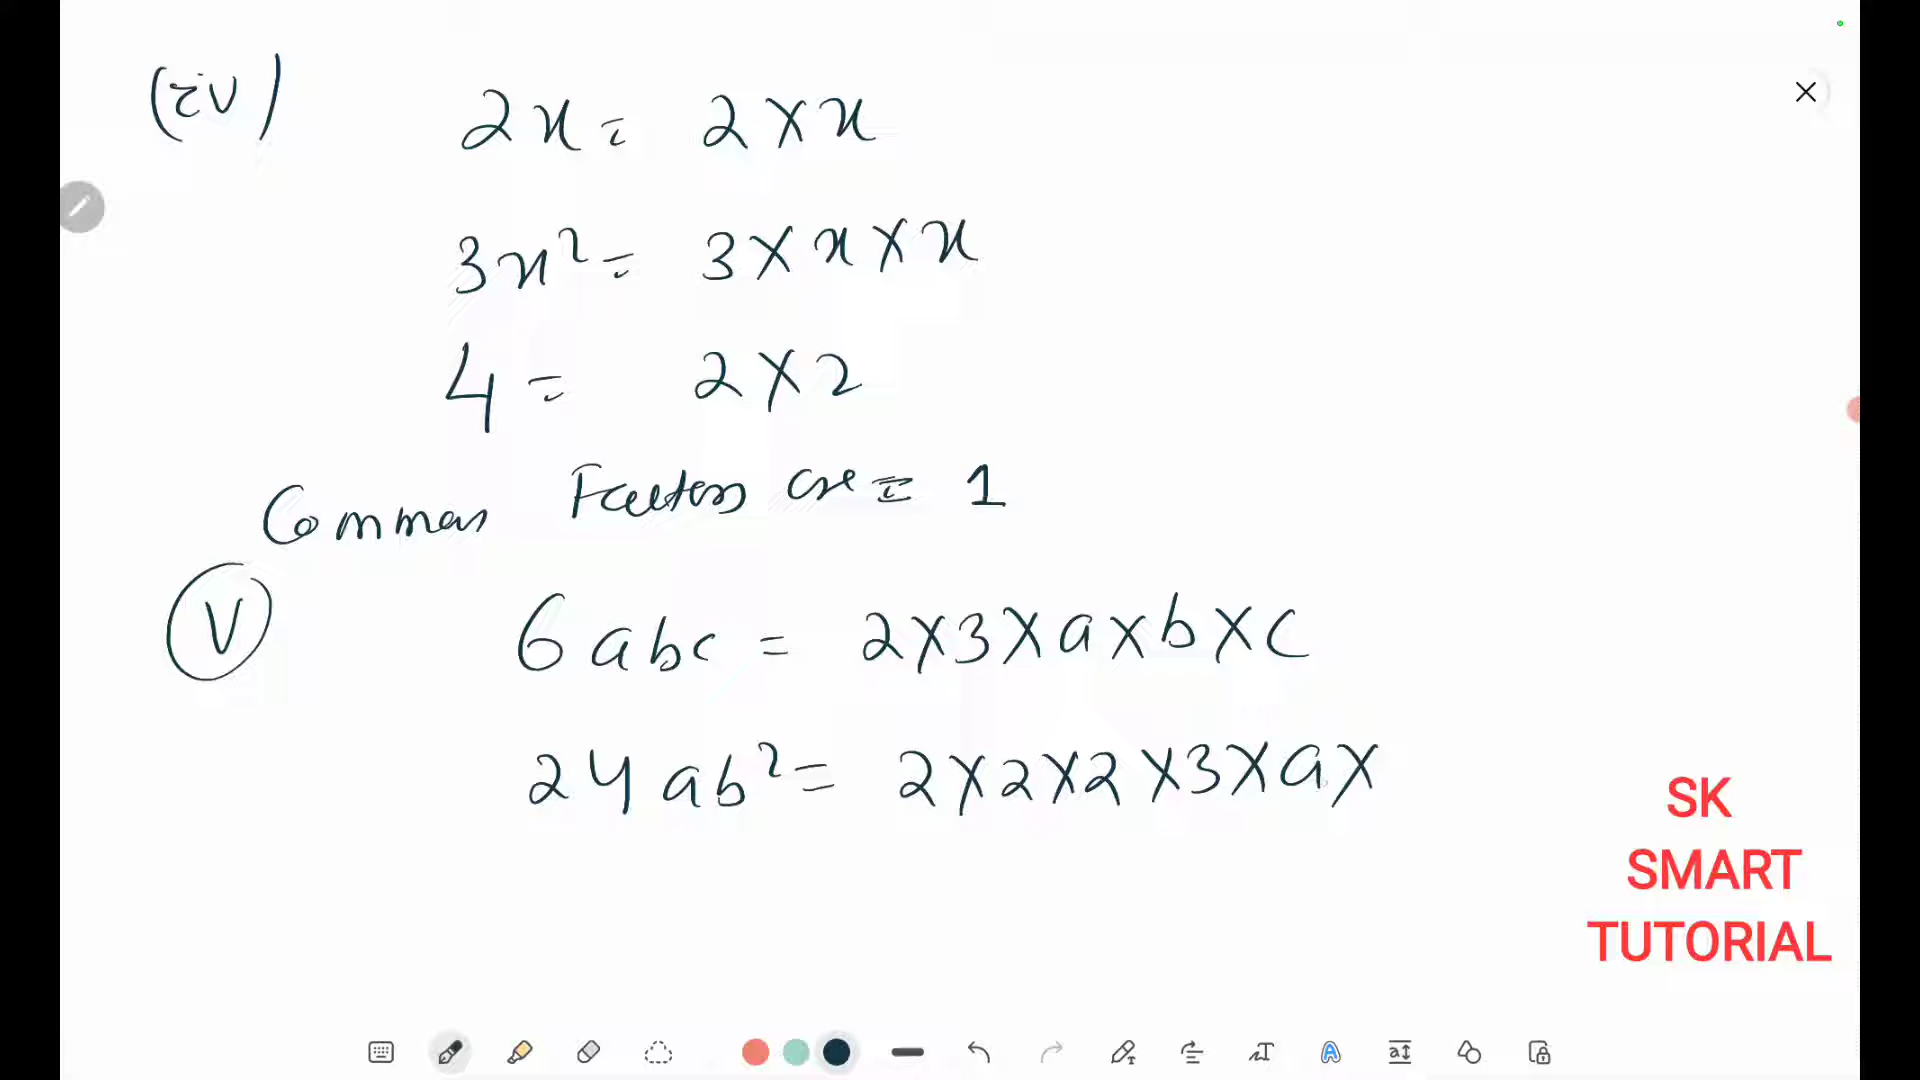 (iv) 2x = 2×x
3x² = 3×x×x
4 = 2×2
Common Factors are = 1
V 6abc = 2×3×a×b×c
24ab² = 2×2×2×3×a×
SK
SMART
TUTORIAL